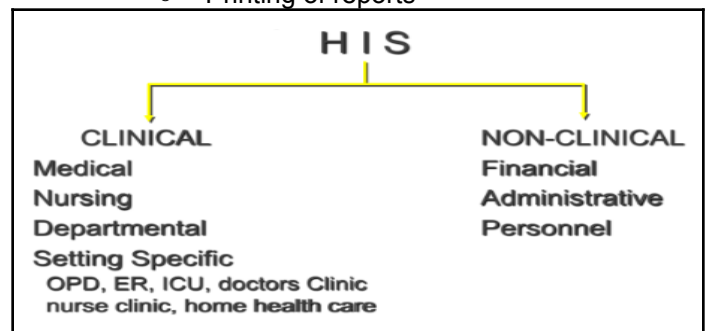 Printing of reports
HIS
CLINICAL
Medical
Nursing
Departmental
Setting Specific
OPD, ER, ICU, doctors Clinic
nurse clinic, home health care
NON-CLINICAL
Financial
Administrative
Personnel